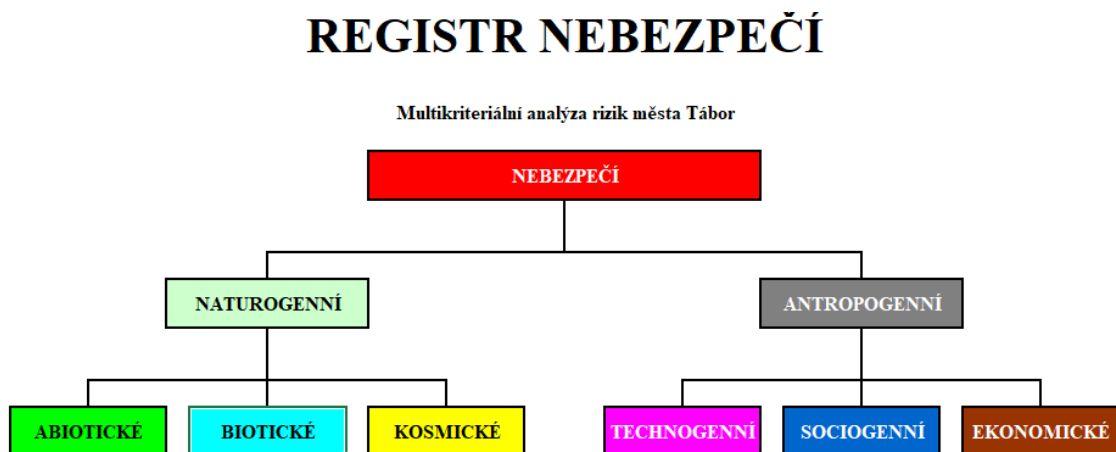 REGISTR NEBEZPEČÍ
Multikriteriální analýza rizik města Tábor
NEBEZPEČÍ
NATUROGENNÍ
ANTROPOGENNÍ
ABIOTICKÉ
BIOTICKÉ
KOSMICKÉ
TECHNOGENNÍ
SOCIOGENNÍ
EKONOMICKÉ